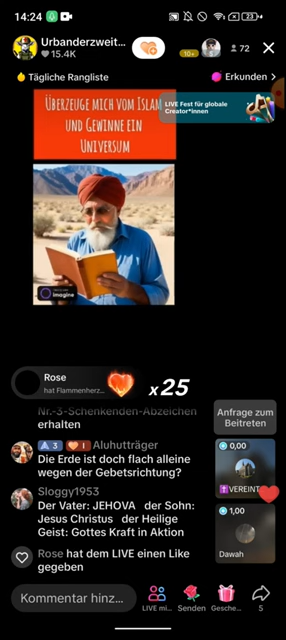 14:24
23
Urbanderzweit...
15.4K
10+
72
Tägliche Rangliste
Erkunden >
ÜBERZEUGE MICH VOM ISLAM
UND GEWINNE EIN
UNIVERSUM
LIVE Fest für globale
Creator*innen
imagine
Rose
hat Flammenherz...
x25
Nr.-3-Schenkenden-Abzeichen
erhalten
Anfrage zum
Beitreten
3 1 Aluhutträger
Die Erde ist doch flach alleine
wegen der Gebetsrichtung?
0,00
VEREINT
Sloggy1953
Der Vater: JEHOVA der Sohn:
Jesus Christus der Heilige
Geist: Gottes Kraft in Aktion
1,00
Dawah
Rose hat dem LIVE einen Like
gegeben
Kommentar hinz...
LIVE mi...
Senden
Gesche...
5